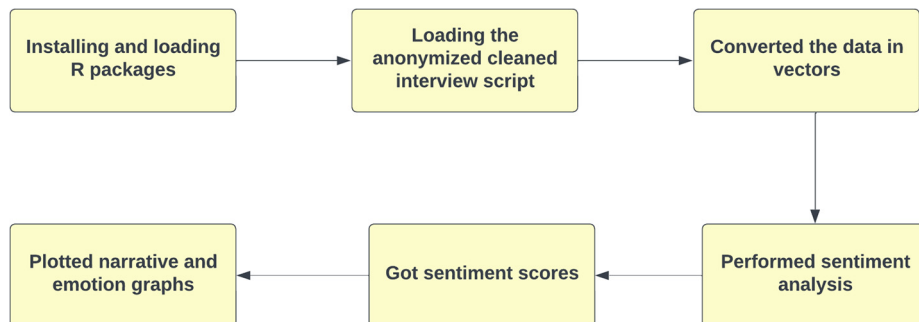 Installing and loading
R packages
Loading the
anonymized cleaned
interview script
Converted the data in
vectors
Performed sentiment
analysis
Got sentiment scores
Plotted narrative and
emotion graphs